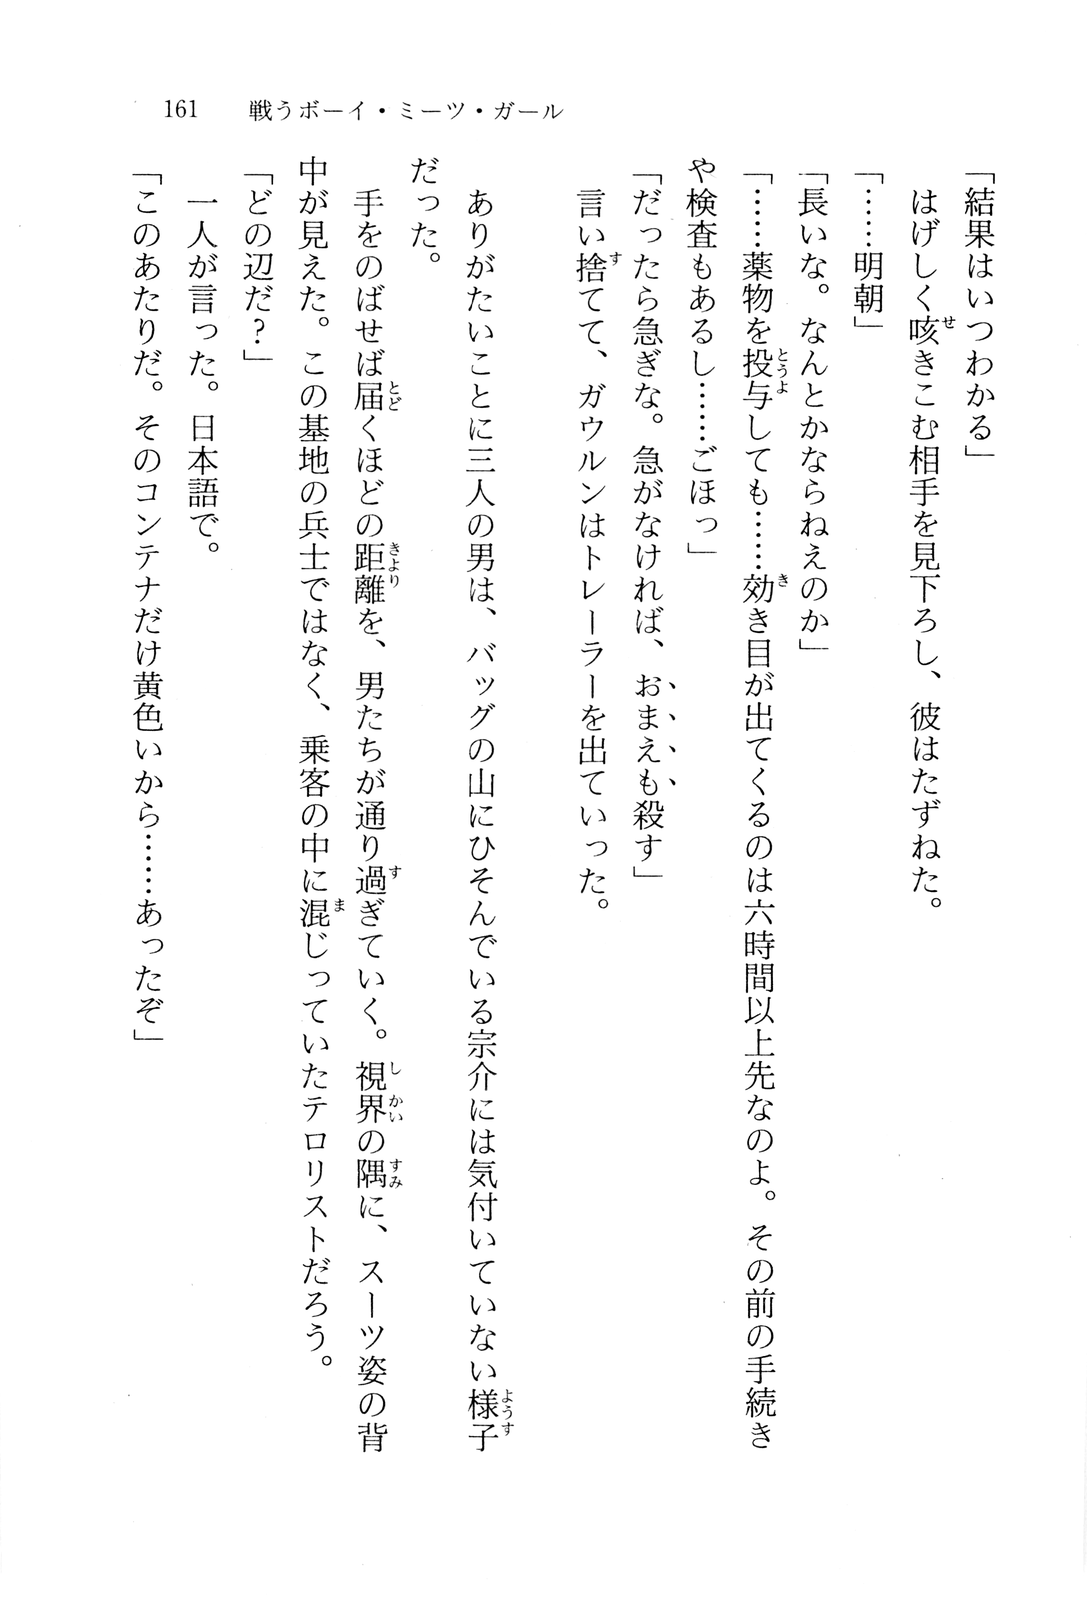 161 戦うボーイ・ミーツ・ガール
「結果はいつわかる」
はげしく咳きこむ相手を見下ろし、彼はたずねた。
「……明朝」
「長いな。なんとかならねえのか」
「……薬物を投与しても……効き目が出てくるのは六時間以上先なのよ。その前の手続き
や検査もあるし……ごほっ」
「だったら急ぎな。急がなければ、おまえも殺す」
言い捨てて、ガウルンはトレーラーを出ていった。
ありがたいことに三人の男は、バッグの山にひそんでいる宗介には気付いていない様子
だった。
手をのばせば届くほどの距離を、男たちが通り過ぎていく。視界の隅に、スーツ姿の背
中が見えた。この基地の兵士ではなく、乗客の中に混じっていたテロリストだろう。
「どの辺だ？」
一人が言った。日本語で。
「このあたりだ。そのコンテナだけ黄色いから……あったぞ」